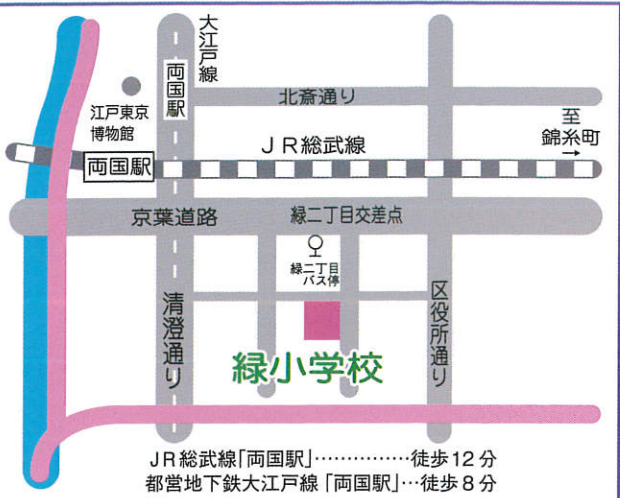 大江戸線
両国駅
北斎通り
江戸東京
博物館
至
錦糸町
→
JR総武線
両国駅
京葉道路
緑二丁目交差点
緑二丁目
バス停
清澄通り
区役所通り
緑小学校
JR総武線「両国駅」……………徒歩12分
都営地下鉄大江戸線「両国駅」…徒歩8分